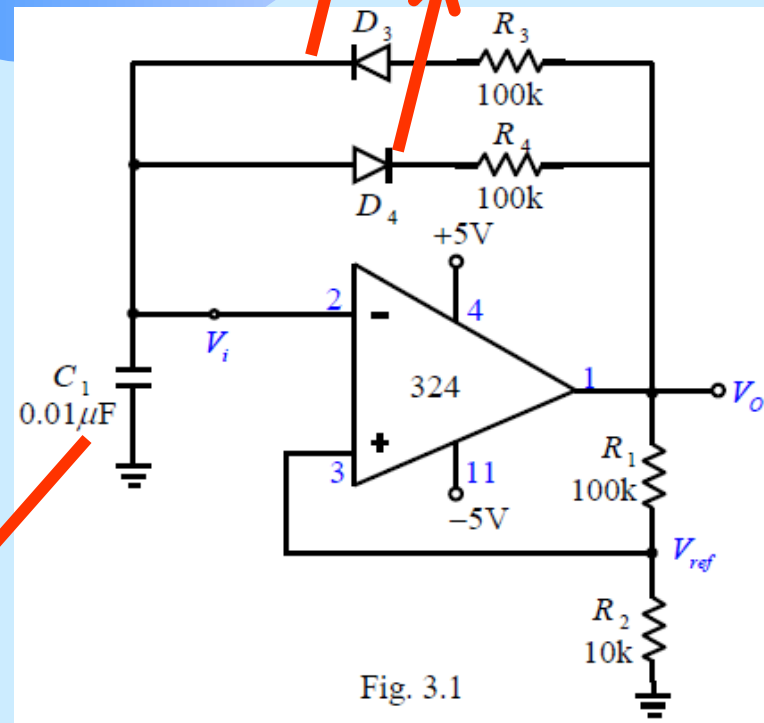 D3
R3
100k
R4
100k
D4
+5V
2
-
4
Vi
C1
0.01μF
324
1
VO
+
3
11
-5V
R1
100k
Vref
R2
10k
Fig. 3.1